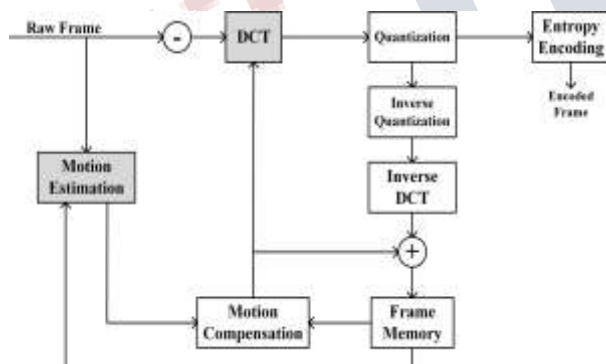 Raw Frame
-
DCT
Quantization
Entropy
Encoding
Encoded
Frame
Inverse
Quantization
Motion
Estimation
Inverse
DCT
+
Motion
Compensation
Frame
Memory